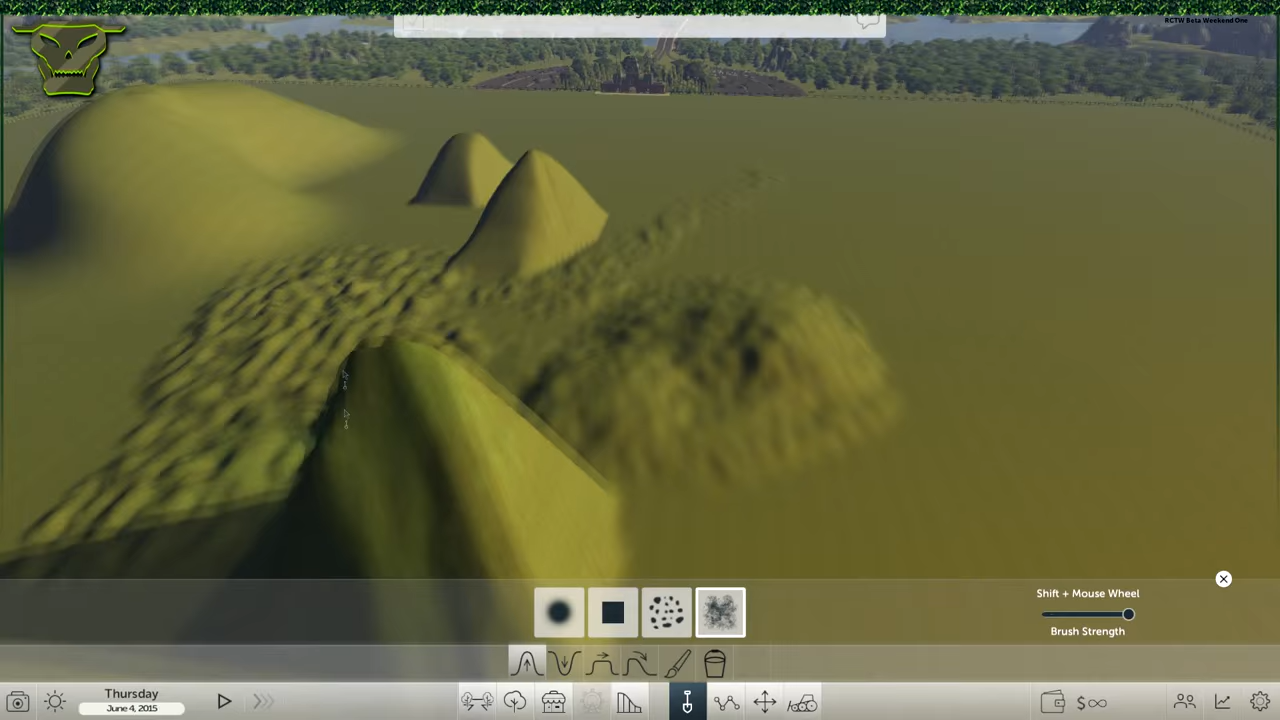 RCTW Beta Weekend One
Shift + Mouse Wheel
Brush Strength
Thursday
June 4, 2015
$∞